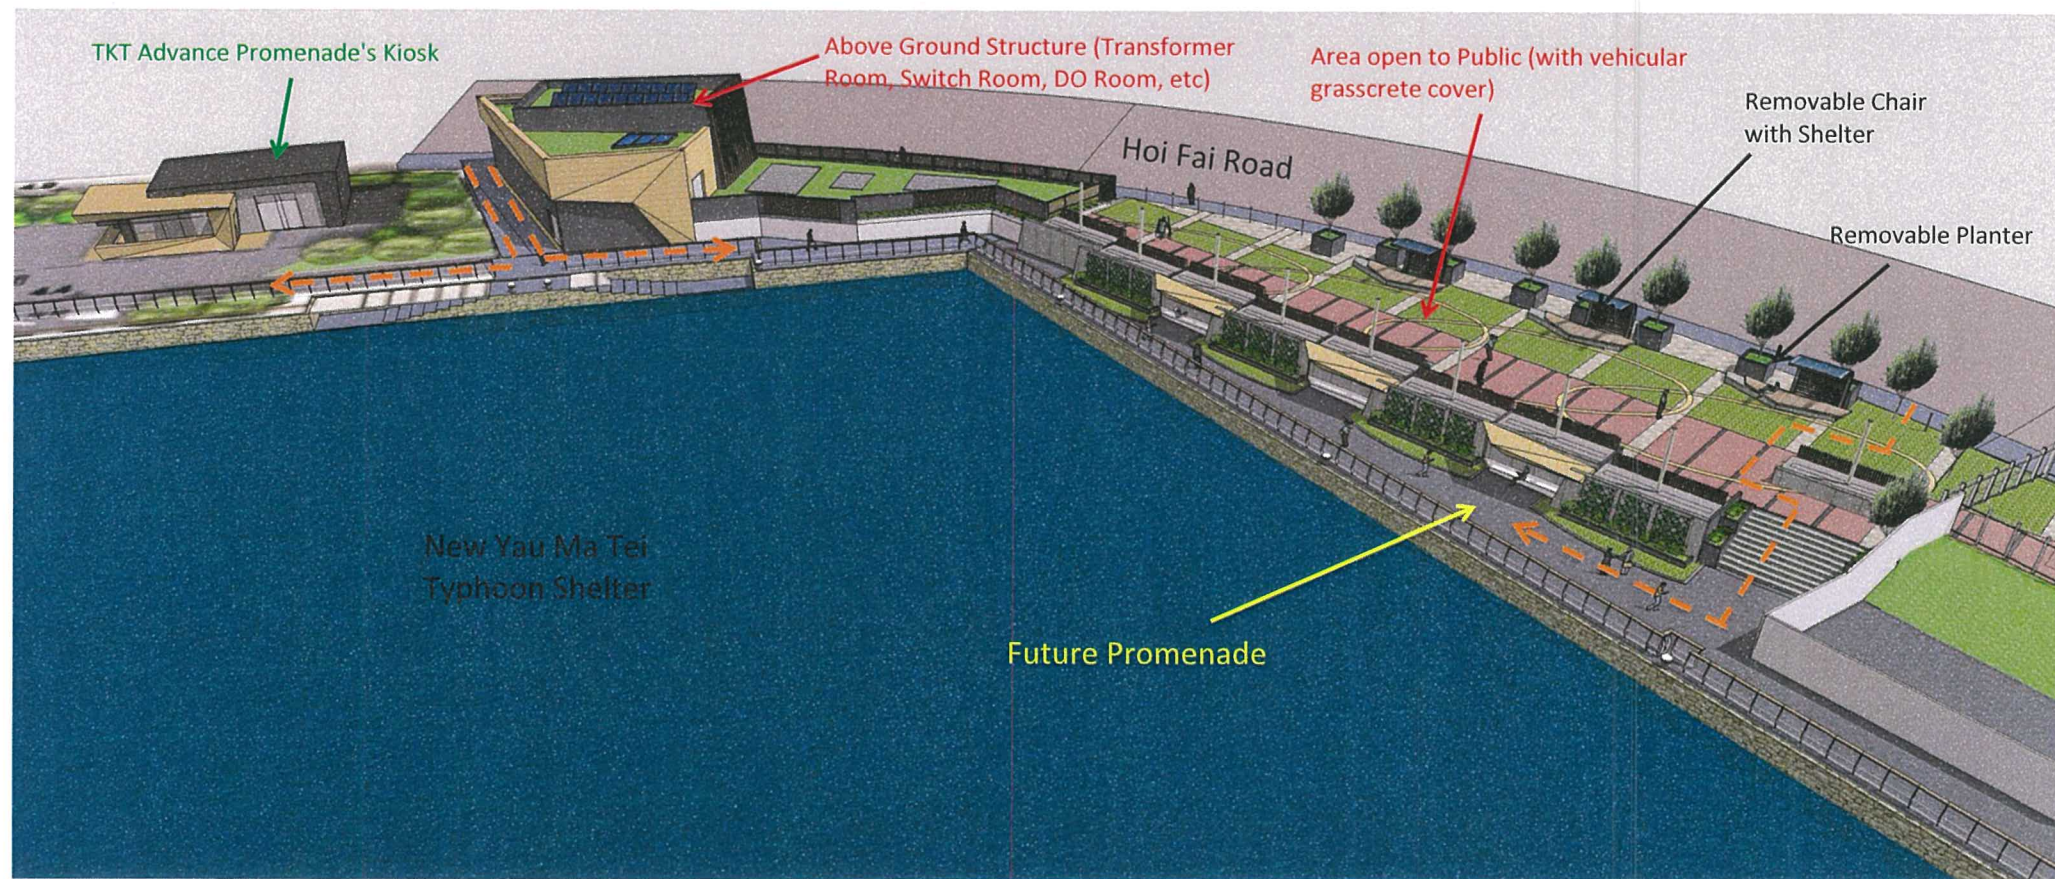 TKT Advance Promenade's Kiosk
Above Ground Structure (Transformer
Room, Switch Room, DO Room, etc)
Area open to Public (with vehicular
grasscrete cover)
Removable Chair
with Shelter
Hoi Fai Road
Removable Planter
New Yau Ma Tei
Typhoon Shelter
Future Promenade